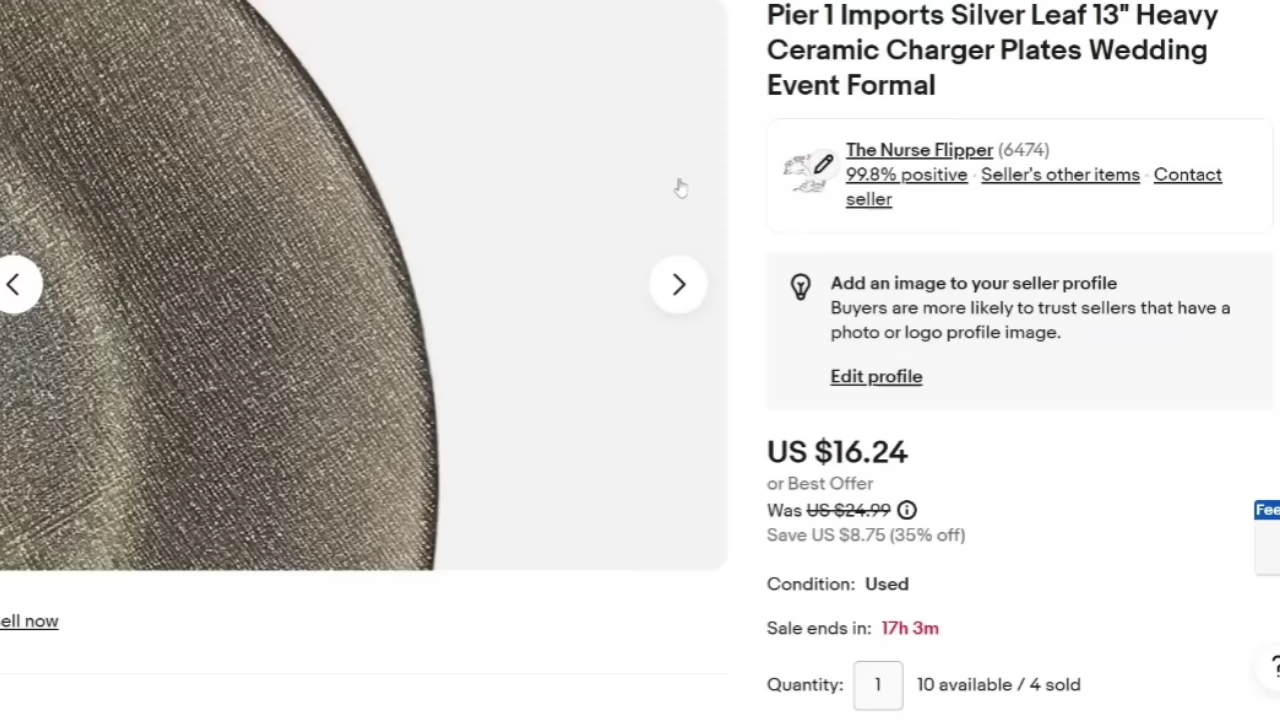 Pier 1 Imports Silver Leaf 13" Heavy
Ceramic Charger Plates Wedding
Event Formal
The Nurse Flipper (6474)
99.8% positive · Seller's other items · Contact
seller
Add an image to your seller profile
Buyers are more likely to trust sellers that have a
photo or logo profile image.
Edit profile
US $16.24
or Best Offer
Was US $24.99
Save US $8.75 (35% off)
Fee
Condition: Used
ell now
Sale ends in: 17h 3m
?
Quantity: 1 10 available / 4 sold